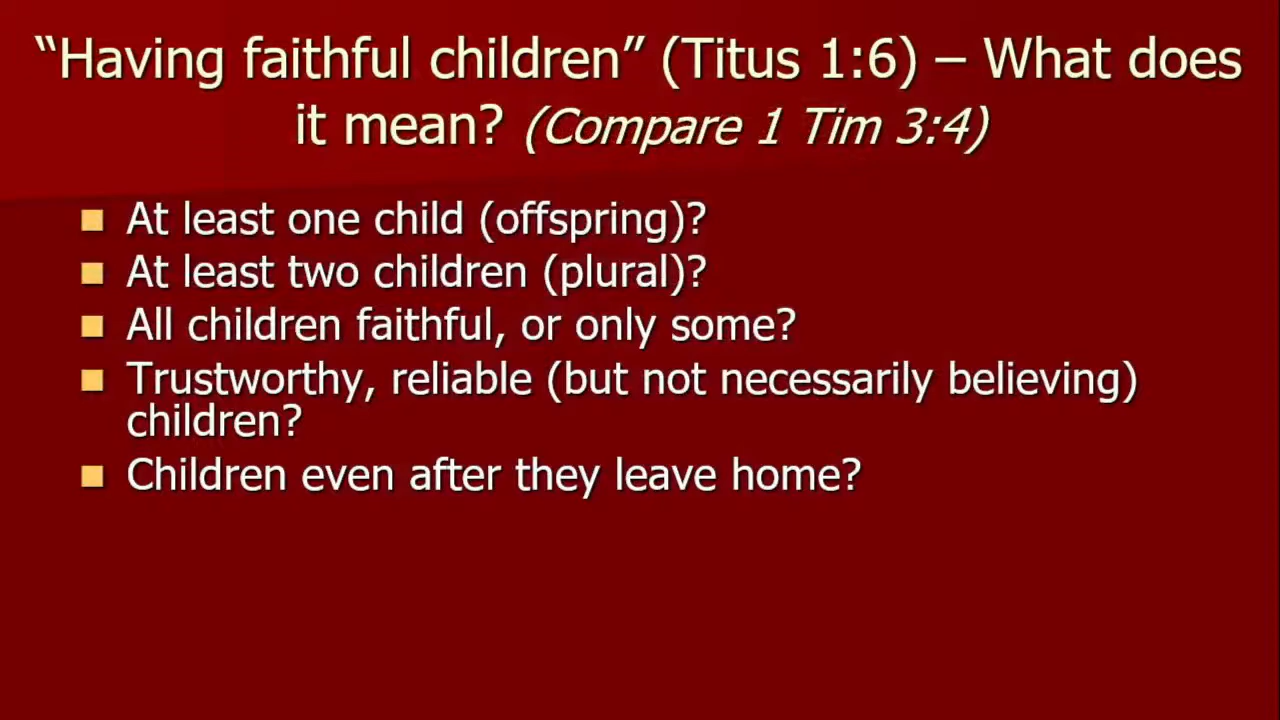 “Having faithful children” (Titus 1:6) – What does
it mean? (Compare 1 Tim 3:4)
At least one child (offspring)?
At least two children (plural)?
All children faithful, or only some?
Trustworthy, reliable (but not necessarily believing)
children?
Children even after they leave home?